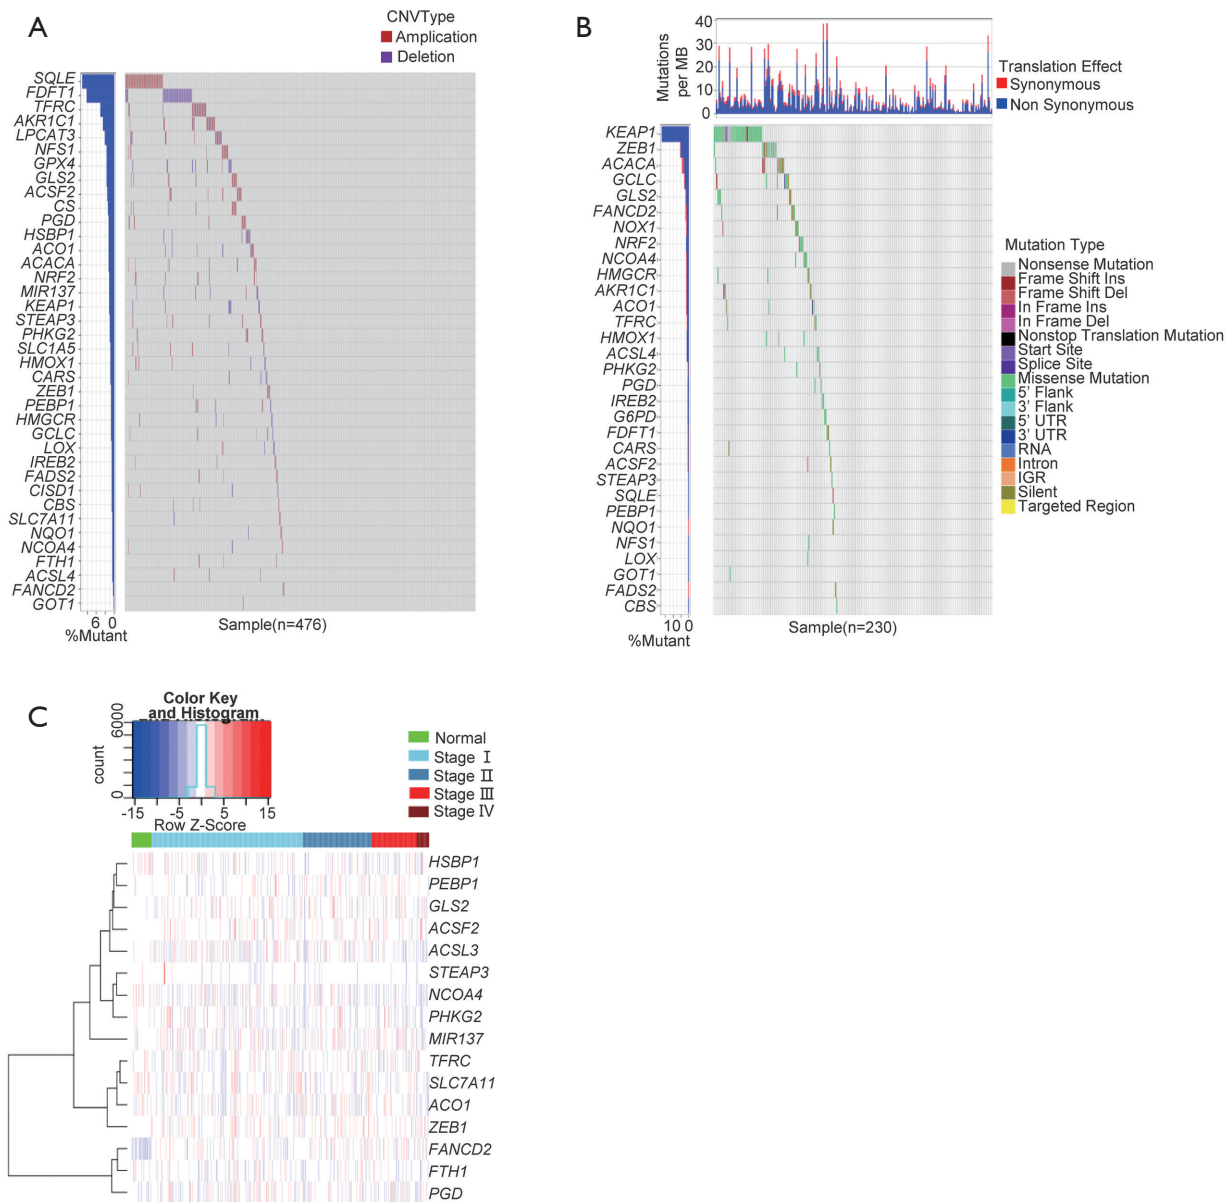 A
CNVType
Amplication
Deletion
SQLE
FDFT1
TFRC
AKR1C1
LPCAT3
NFS1
GPX4
GLS2
ACSF2
CS
PGD
HSBP1
ACO1
ACACA
NRF2
MIR137
KEAP1
STEAP3
PHKG2
SLC1A5
HMOX1
CARS
ZEB1
PEBP1
HMGCR
GCLC
LOX
IREB2
FADS2
CISD1
CBS
SLC7A11
NQO1
NCOA4
FTH1
ACSL4
FANCD2
GOT1
6 0
%Mutant
Sample(n=476)
B
Mutations
per MB
40
30
20
10
0
Translation Effect
Synonymous
Non Synonymous
KEAP1
ZEB1
ACACA
GCLC
GLS2
FANCD2
NOX1
NRF2
NCOA4
HMGCR
AKR1C1
ACO1
TFRC
HMOX1
ACSL4
PHKG2
PGD
IREB2
G6PD
FDFT1
CARS
ACSF2
STEAP3
SQLE
PEBP1
NQO1
NFS1
LOX
GOT1
FADS2
CBS
10 0
%Mutant
Sample(n=230)
Mutation Type
Nonsense Mutation
Frame Shift Ins
Frame Shift Del
In Frame Ins
In Frame Del
Nonstop Translation Mutation
Start Site
Splice Site
Missense Mutation
5' Flank
3' Flank
5' UTR
3' UTR
RNA
Intron
IGR
Silent
Targeted Region
C
Color Key
and Histogram
count
6000
0
-15 -5 5 15
Row Z-Score
Normal
Stage I
Stage II
Stage III
Stage IV
HSBP1
PEBP1
GLS2
ACSF2
ACSL3
STEAP3
NCOA4
PHKG2
MIR137
TFRC
SLC7A11
ACO1
ZEB1
FANCD2
FTH1
PGD